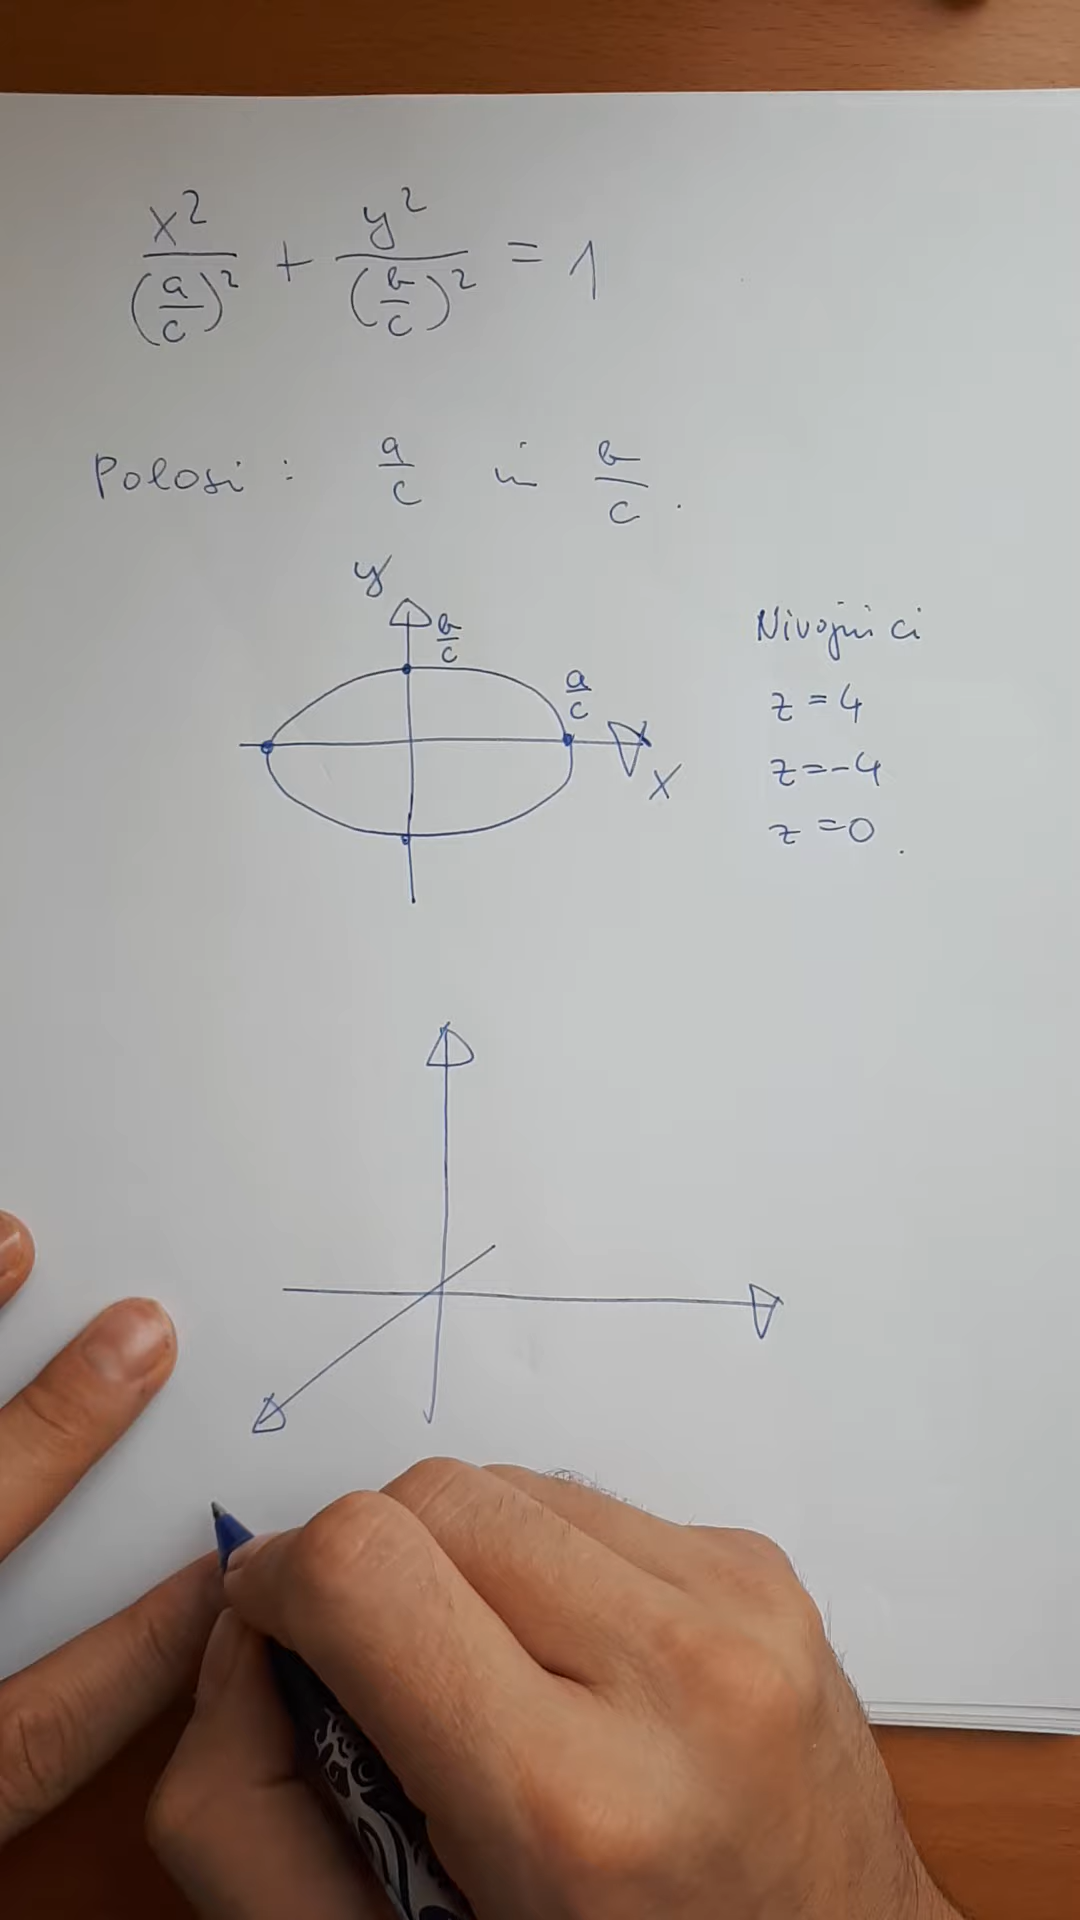 x²/(a/c)² + y²/(b/c)² = 1
Polosi: a/c in b/c.
y
b/c
a/c
x
Nivojnici
z = 4
z = -4
z = 0.